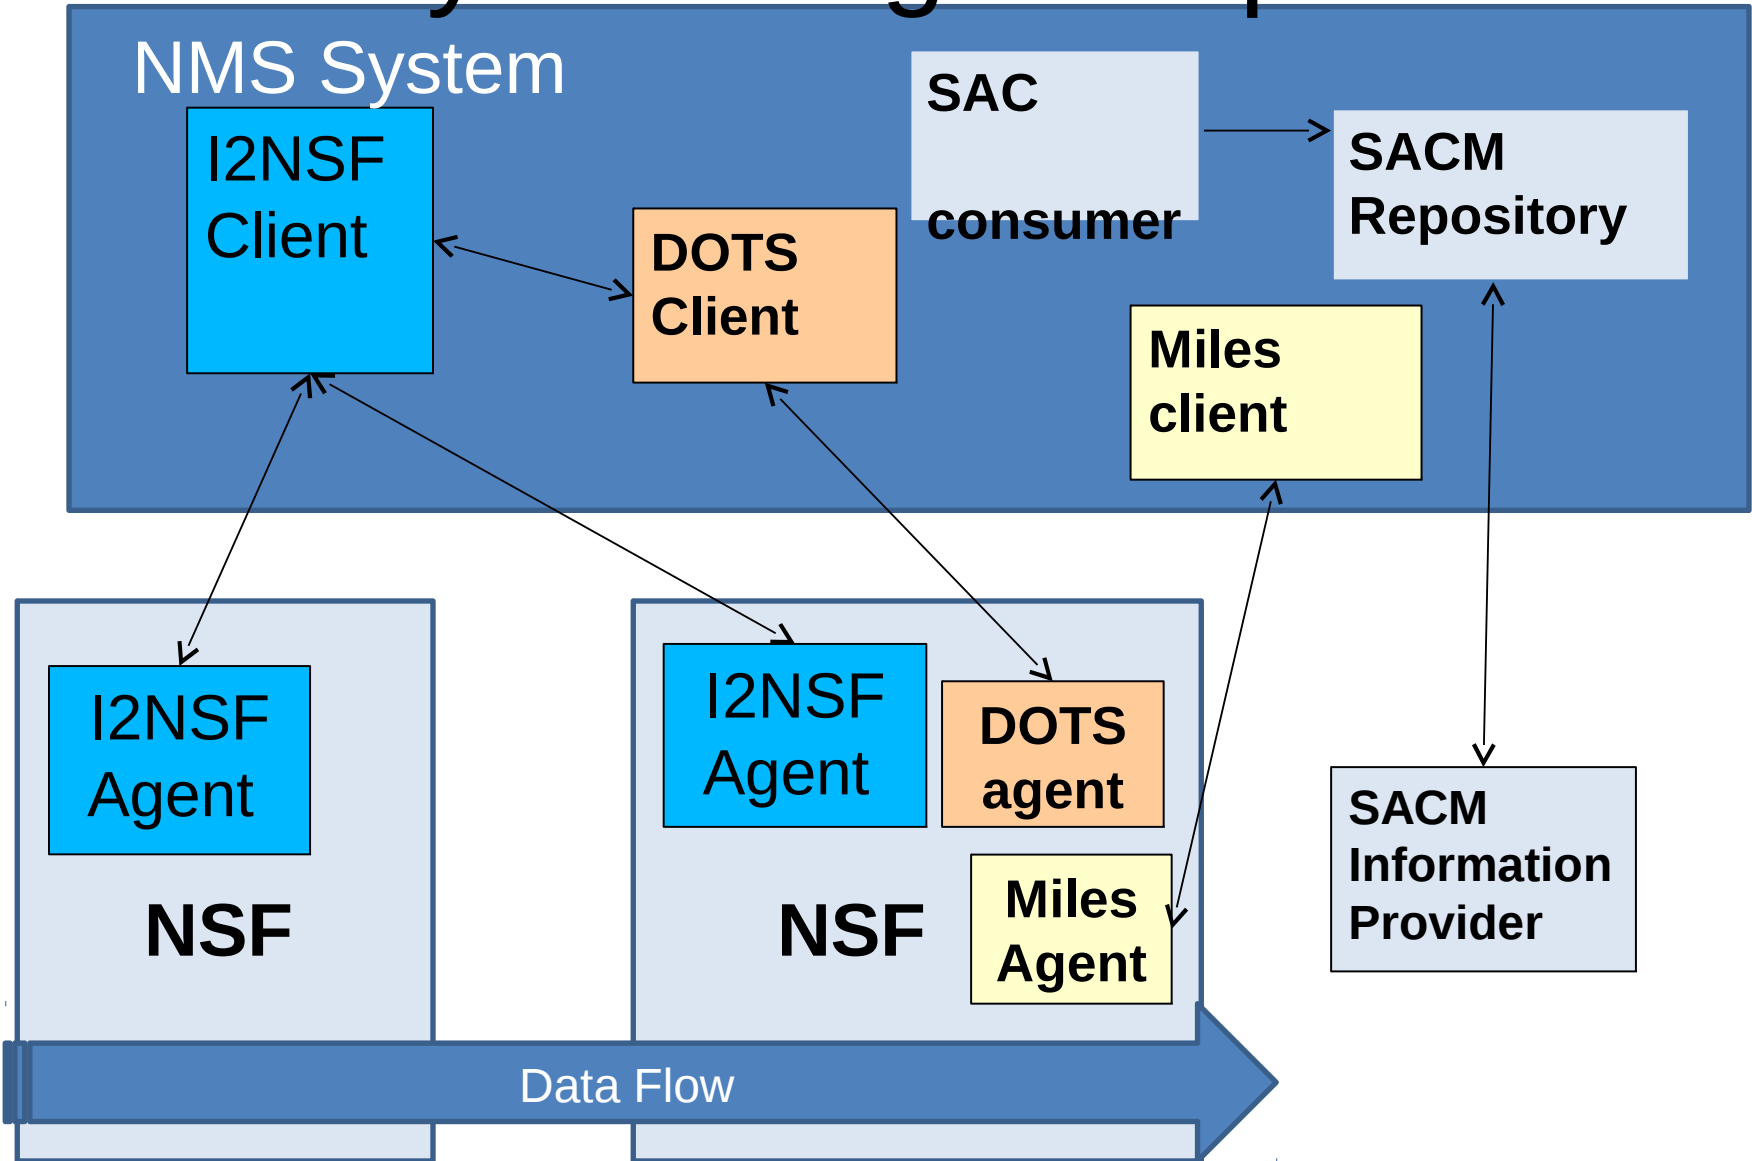 NMS System
SAC
consumer
SACM
Repository
I2NSF
Client
DOTS
Client
Miles
client
I2NSF
Agent
NSF
I2NSF
Agent
DOTS
agent
NSF
Miles
Agent
SACM
Information
Provider
Data Flow